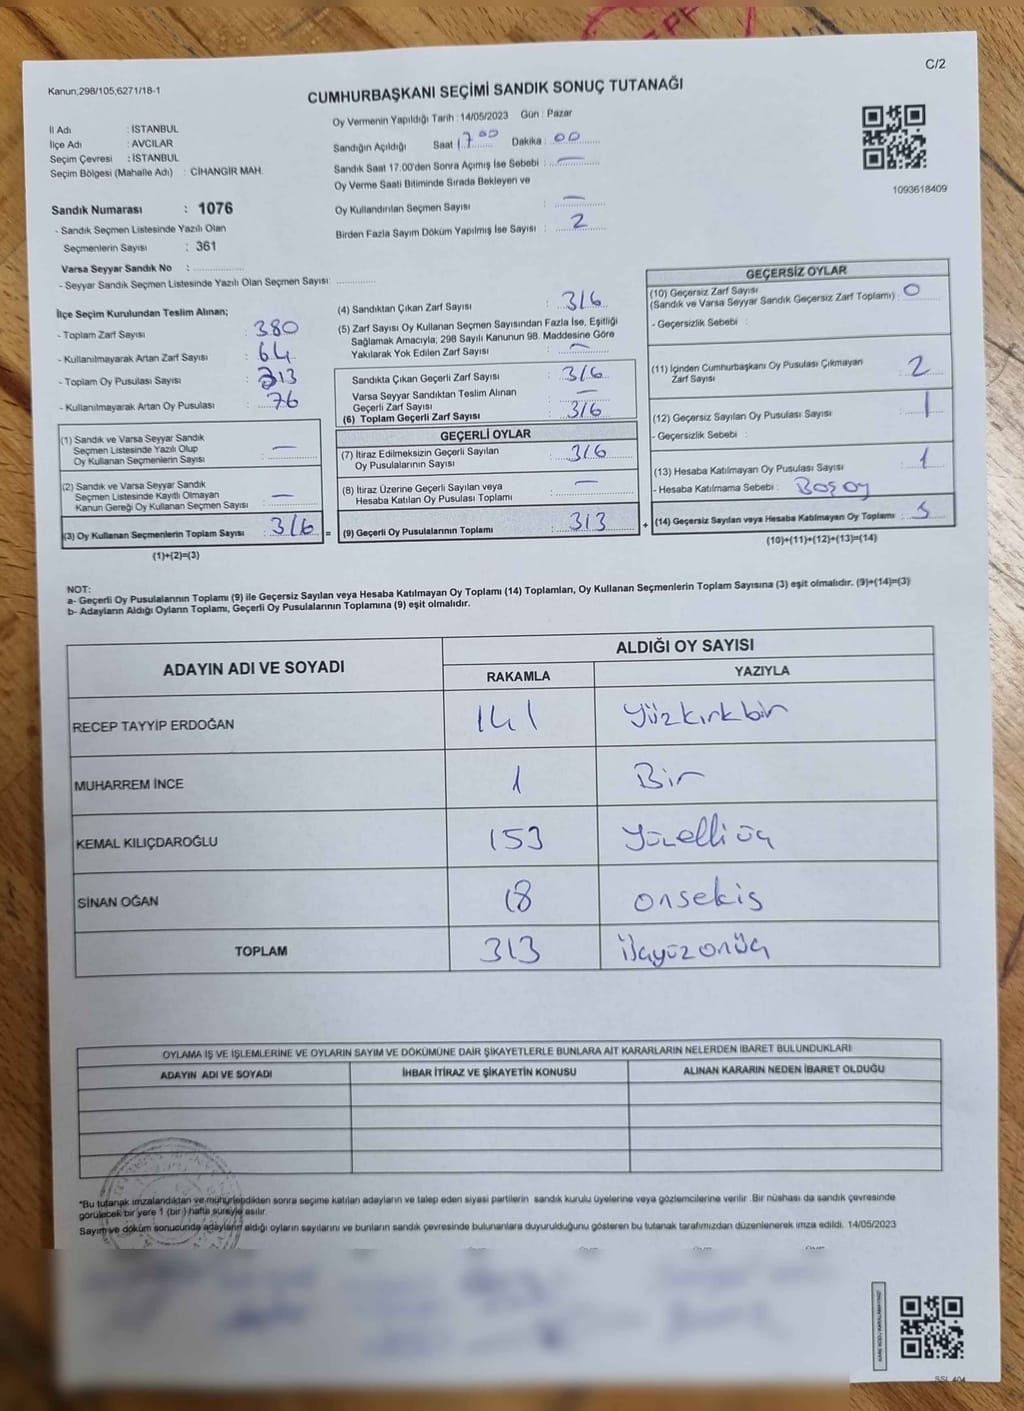 C/2
Kanun;298/105,6271/18-1
CUMHURBAŞKANI SEÇİMİ SANDIK SONUÇ TUTANAĞI
Oy Vermenin Yapıldığı Tarih : 14/05/2023 Gün : Pazar
İl Adı : İSTANBUL
İlçe Adı : AVCILAR
Seçim Çevresi : İSTANBUL
Seçim Bölgesi (Mahalle Adı) : CİHANGİR MAH.
Sandığın Açıldığı Saat 17.00 Dakika : 00
Sandık Saat 17:00'den Sonra Açımış İse Sebebi : —
Oy Verme Saati Bitiminde Sırada Bekleyen ve
Oy Kullandırılan Seçmen Sayısı : —
Birden Fazla Sayım Döküm Yapılmış İse Sayısı : 2
1093618409
Sandık Numarası : 1076
- Sandık Seçmen Listesinde Yazılı Olan
Seçmenlerin Sayısı : 361
Varsa Seyyar Sandık No :
- Seyyar Sandık Seçmen Listesinde Yazılı Olan Seçmen Sayısı:
İlçe Seçim Kurulundan Teslim Alınan;
- Toplam Zarf Sayısı : 380
- Kullanılmayarak Artan Zarf Sayısı : 64
- Toplam Oy Pusulası Sayısı : 313
- Kullanılmayarak Artan Oy Pusulası : 76
(1) Sandık ve Varsa Seyyar Sandık
Seçmen Listesinde Yazılı Olup
Oy Kullanan Seçmenlerin Sayısı : —
(2) Sandık ve Varsa Seyyar Sandık
Seçmen Listesinde Kayıtlı Olmayan
Kanun Gereği Oy Kullanan Seçmen Sayısı : —
(3) Oy Kullanan Seçmenlerin Toplam Sayısı : 316 =
(1)+(2)=(3)
(4) Sandıktan Çıkan Zarf Sayısı : 316
(5) Zarf Sayısı Oy Kullanan Seçmen Sayısından Fazla İse, Eşitliği
Sağlamak Amacıyla; 298 Sayılı Kanunun 98. Maddesine Göre
Yakılarak Yok Edilen Zarf Sayısı : —
Sandıkta Çıkan Geçerli Zarf Sayısı : 316
Varsa Seyyar Sandıktan Teslim Alınan
Geçerli Zarf Sayısı : —
(6) Toplam Geçerli Zarf Sayısı : 316
GEÇERLİ OYLAR
(7) İtiraz Edilmeksizin Geçerli Sayılan
Oy Pusulalarının Sayısı : 316
(8) İtiraz Üzerine Geçerli Sayılan veya
Hesaba Katılan Oy Pusulası Toplamı : —
(9) Geçerli Oy Pusulalarının Toplamı : 313 +
GEÇERSİZ OYLAR
(10) Geçersiz Zarf Sayısı
(Sandık ve Varsa Seyyar Sandık Geçersiz Zarf Toplamı) : 0
- Geçersizlik Sebebi :
(11) İçinden Cumhurbaşkanı Oy Pusulası Çıkmayan
Zarf Sayısı : 2
(12) Geçersiz Sayılan Oy Pusulası Sayısı : 1
- Geçersizlik Sebebi :
(13) Hesaba Katılmayan Oy Pusulası Sayısı : 1
- Hesaba Katılmama Sebebi : Boş oy
(14) Geçersiz Sayılan veya Hesaba Katılmayan Oy Toplamı : 5
(10)+(11)+(12)+(13)=(14)
NOT:
a- Geçerli Oy Pusulalarının Toplamı (9) ile Geçersiz Sayılan veya Hesaba Katılmayan Oy Toplamı (14) Toplamları, Oy Kullanan Seçmenlerin Toplam Sayısına (3) eşit olmalıdır. (9)+(14)=(3)
b- Adayların Aldığı Oyların Toplamı, Geçerli Oy Pusulalarının Toplamına (9) eşit olmalıdır.
ADAYIN ADI VE SOYADI
ALDIĞI OY SAYISI
RAKAMLA YAZIYLA
RECEP TAYYİP ERDOĞAN 141 yüzkırkbir
MUHARREM İNCE 1 Bir
KEMAL KILIÇDAROĞLU 153 yüzelliüç
SİNAN OĞAN 18 onsekis
TOPLAM 313 üçyüzonüç
OYLAMA İŞ VE İŞLEMLERİNE VE OYLARIN SAYIM VE DÖKÜMÜNE DAİR ŞİKAYETLERLE BUNLARA AİT KARARLARIN NELERDEN İBARET BULUNDUKLARI
ADAYIN ADI VE SOYADI İHBAR İTİRAZ VE ŞİKAYETİN KONUSU ALINAN KARARIN NEDEN İBARET OLDUĞU
*Bu tutanak imzalandıktan ve mühürlendikten sonra seçime katılan adayların ve talep eden siyasi partilerin sandık kurulu üyelerine veya gözlemcilerine verilir. Bir nüshası da sandık çevresinde
görülecek bir yere 1 (bir) hafta süreyle asılır.
Sayım ve döküm sonucunda adayların aldığı oyların sayılarını ve bunların sandık çevresinde bulunanlara duyurulduğunu gösteren bu tutanak tarafımızdan düzenlenerek imza edildi. 14/05/2023
SSL 404